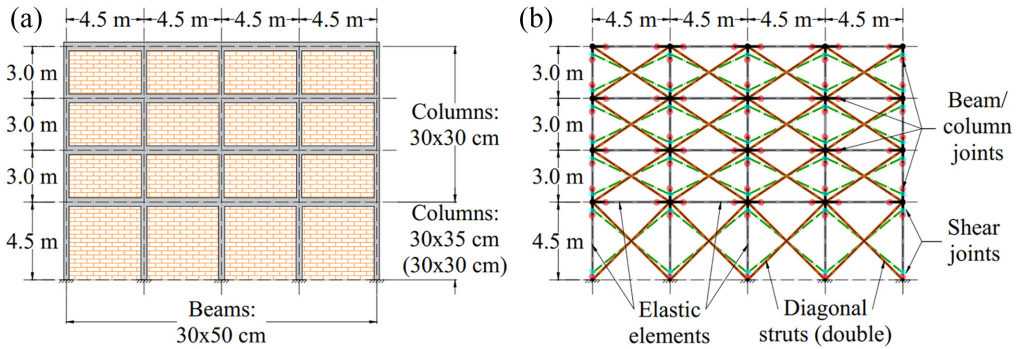 (a)
4.5 m 4.5 m 4.5 m 4.5 m
3.0 m
3.0 m
3.0 m
4.5 m
Columns:
30x30 cm
Columns:
30x35 cm
(30x30 cm)
Beams:
30x50 cm
(b)
4.5 m 4.5 m 4.5 m 4.5 m
3.0 m
3.0 m
3.0 m
4.5 m
Beam/
column
joints
Shear
joints
Elastic
elements
Diagonal
struts (double)